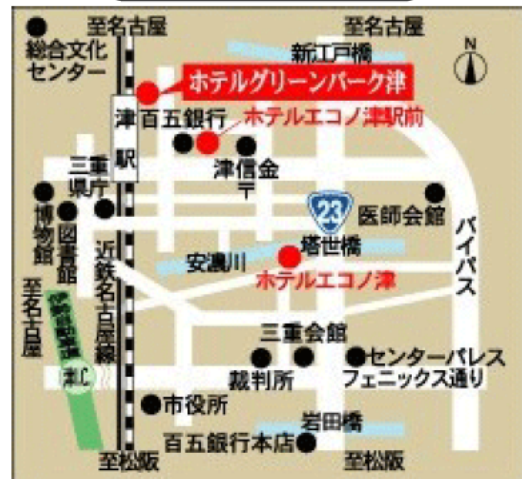 至名古屋
至名古屋
総合文化
センター
新江戸橋
N
ホテルグリーンパーク津
百五銀行
ホテルエコノ津駅前
津駅
三重
県庁
津信金
〒
博物館
図書館
23
医師会館
バイパス
塔世橋
安濃川
ホテルエコノ津
近鉄名古屋線
至名古屋
三重会館
裁判所
センターパレス
フェニックス通り
津I.C
市役所
岩田橋
百五銀行本店
至松阪
至松阪